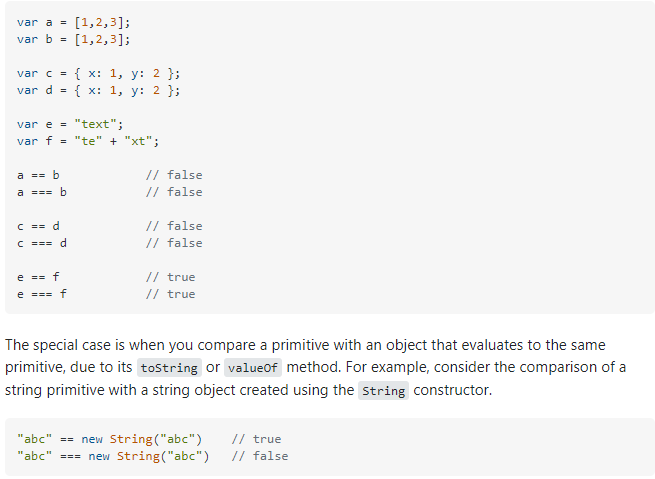 var a = [1,2,3];
var b = [1,2,3];
var c = { x: 1, y: 2 };
var d = { x: 1, y: 2 };
var e = "text";
var f = "te" + "xt";
a == b            // false
a === b           // false
c == d            // false
c === d           // false
e == f            // true
e === f           // true
The special case is when you compare a primitive with an object that evaluates to the same
primitive, due to its toString or valueOf method. For example, consider the comparison of a
string primitive with a string object created using the String constructor.
"abc" == new String("abc")    // true
"abc" === new String("abc")   // false